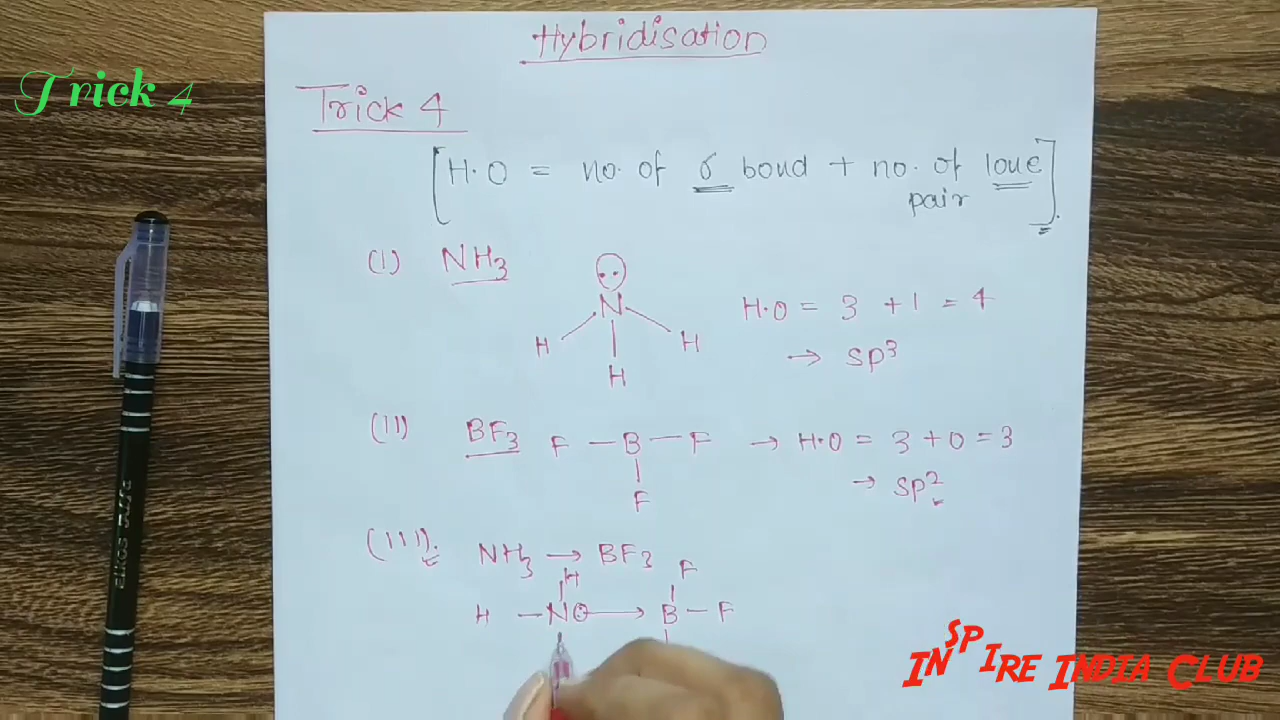 Hybridisation
Trick 4
Trick 4
[H.O = no. of σ bond + no. of lone pair].
(I) NH3
N
H H
H
H.O = 3 + 1 = 4
→ sp3
(II) BF3 F — B — F → H.O = 3 + 0 = 3
F
→ sp2
(III). NH3 → BF3
H F
H — N → B — F
elkos
INSPIRE INDIA CLUB